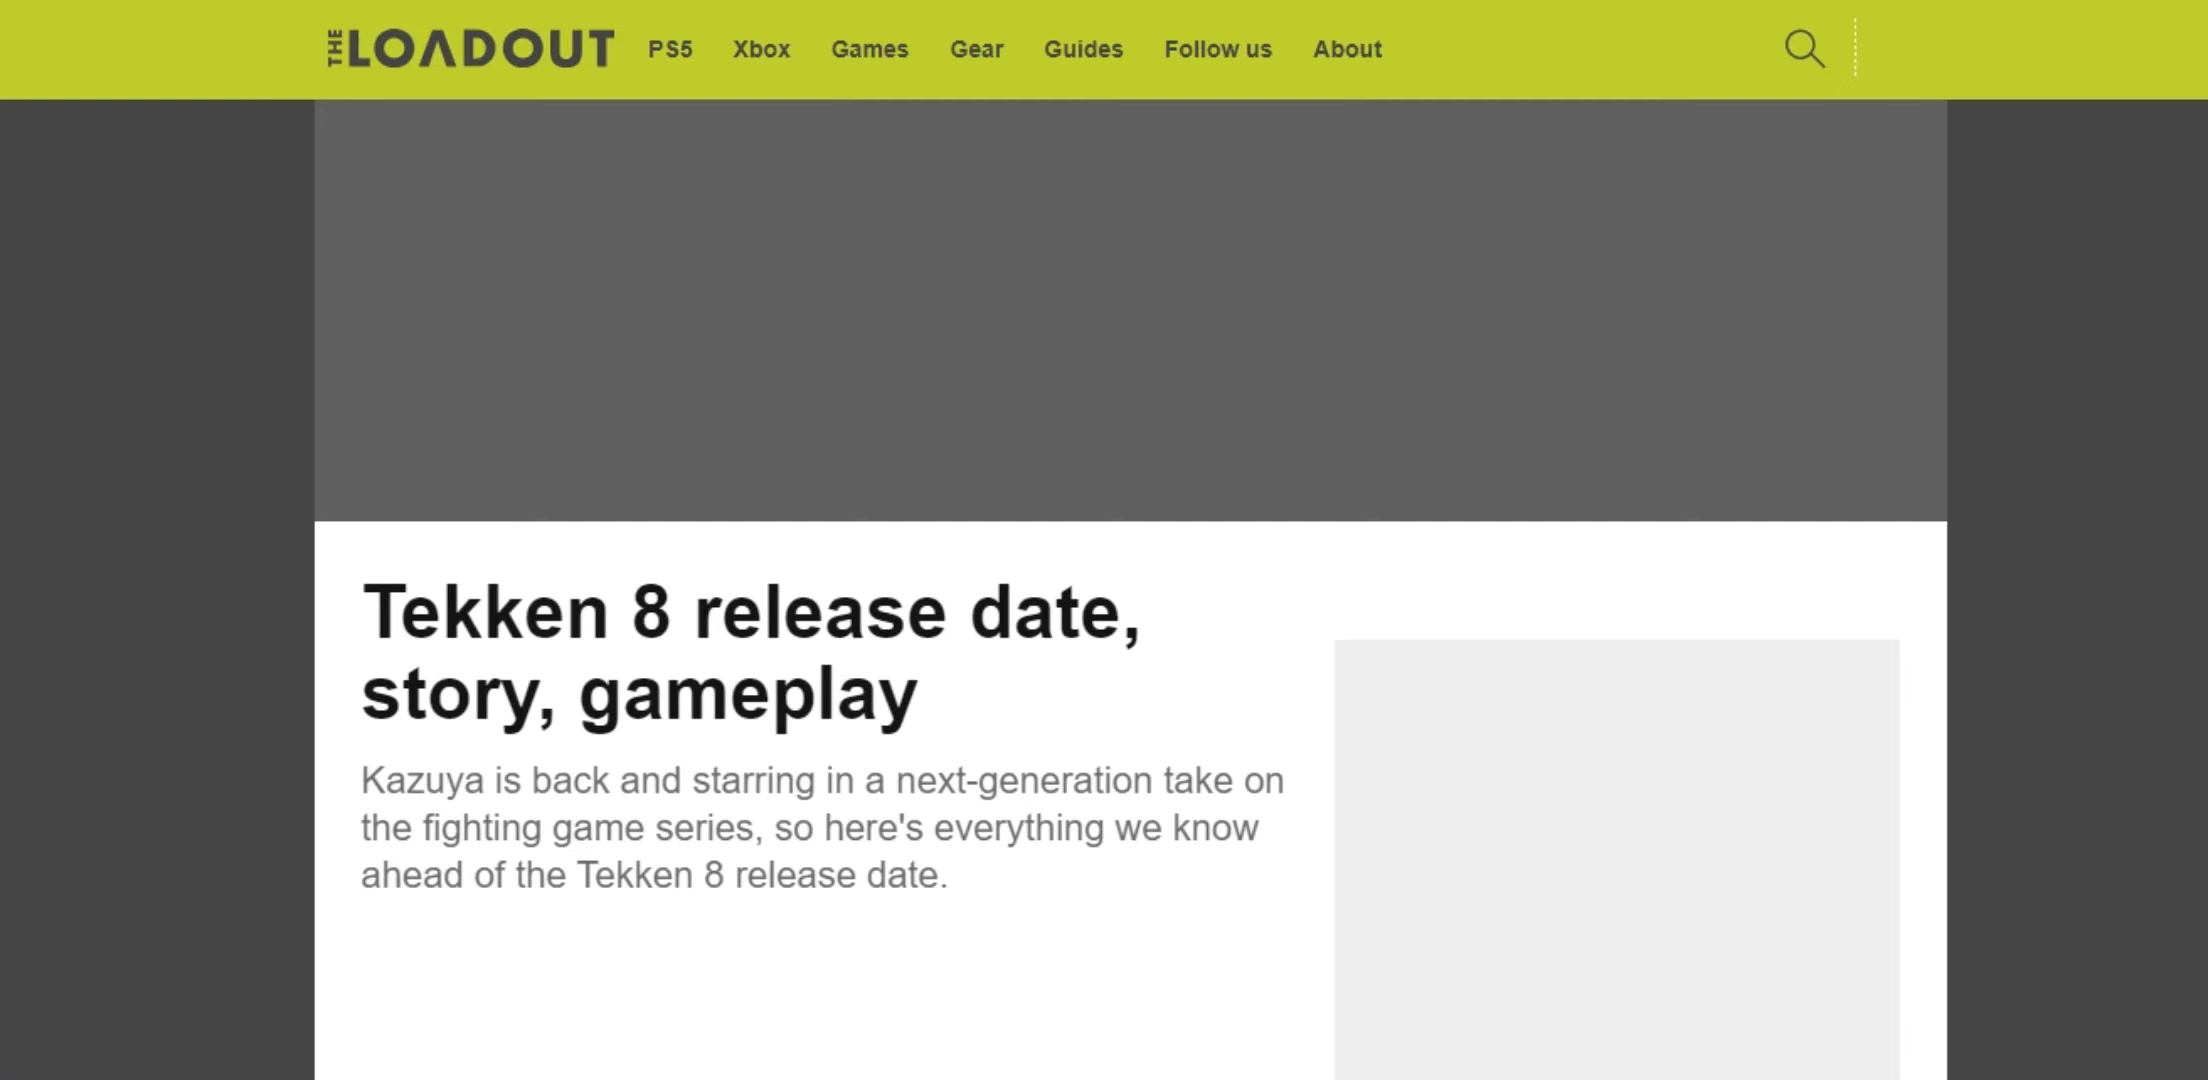 THE LOADOUT PS5 Xbox Games Gear Guides Follow us About
Tekken 8 release date,
story, gameplay
Kazuya is back and starring in a next-generation take on
the fighting game series, so here's everything we know
ahead of the Tekken 8 release date.